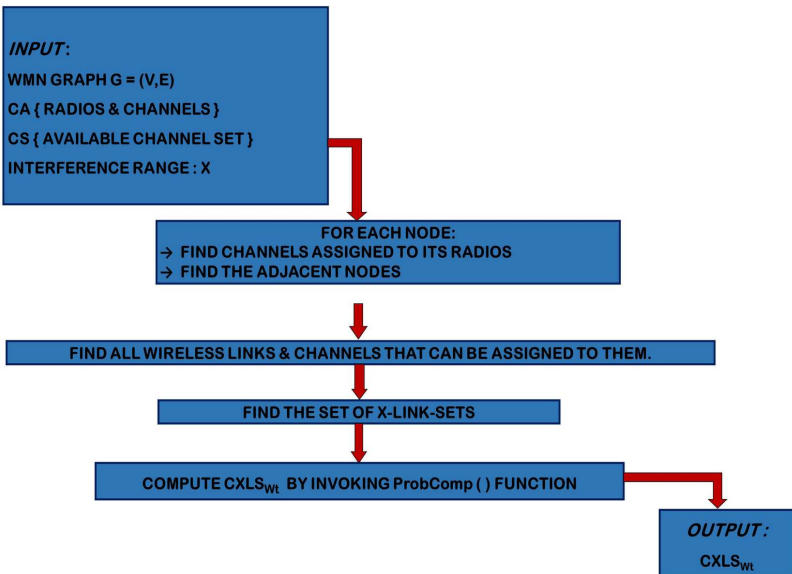 INPUT :
WMN GRAPH G = (V,E)
CA { RADIOS & CHANNELS }
CS { AVAILABLE CHANNEL SET }
INTERFERENCE RANGE : X
FOR EACH NODE:
→ FIND CHANNELS ASSIGNED TO ITS RADIOS
→ FIND THE ADJACENT NODES
FIND ALL WIRELESS LINKS & CHANNELS THAT CAN BE ASSIGNED TO THEM.
FIND THE SET OF X-LINK-SETS
COMPUTE CXLSWt BY INVOKING ProbComp ( ) FUNCTION
OUTPUT :
CXLSWt